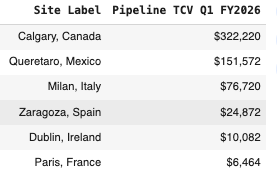 Site Label Pipeline TCV Q1 FY2026
Calgary, Canada $322,220
Queretaro, Mexico $151,572
Milan, Italy $76,720
Zaragoza, Spain $24,872
Dublin, Ireland $10,082
Paris, France $6,464